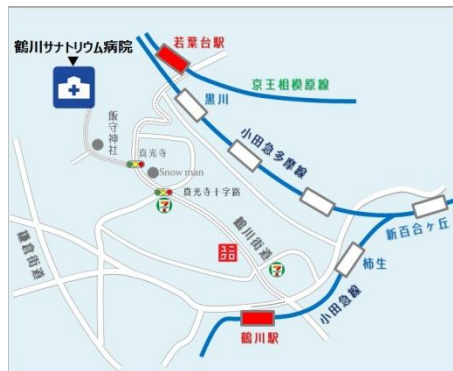 鶴川サナトリウム病院
若葉台駅
京王相模原線
黒川
飯守神社
小田急多摩線
真光寺
Snow man
真光寺十字路
鶴川街道
新百合ヶ丘
鎌倉街道
柿生
小田急線
鶴川駅